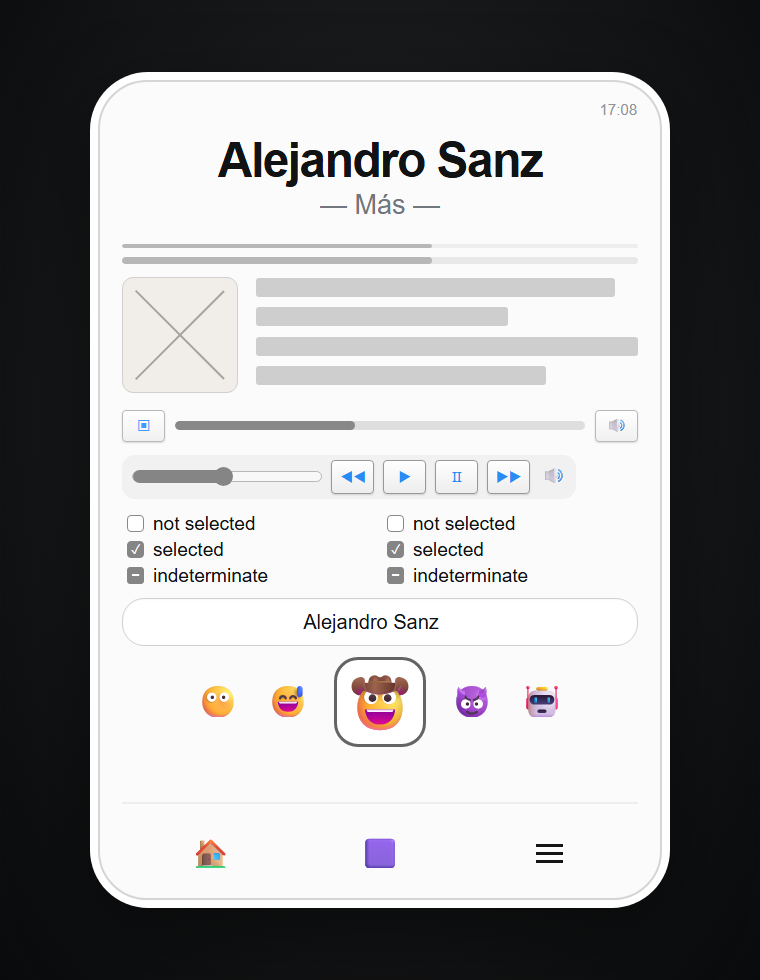 17:08
Alejandro Sanz
— Más —
not selected
not selected
selected
selected
indeterminate
indeterminate
Alejandro Sanz